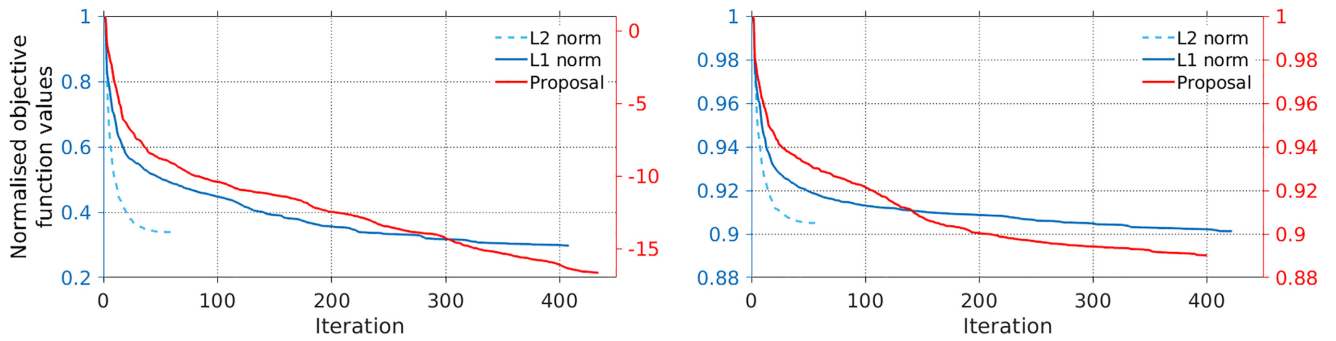 Normalised objective
function values
1
0.8
0.6
0.4
0.2
0
-5
-10
-15
L2 norm
L1 norm
Proposal
0 100 200 300 400
Iteration
1
0.98
0.96
0.94
0.92
0.9
0.88
1
0.98
0.96
0.94
0.92
0.9
0.88
L2 norm
L1 norm
Proposal
0 100 200 300 400
Iteration